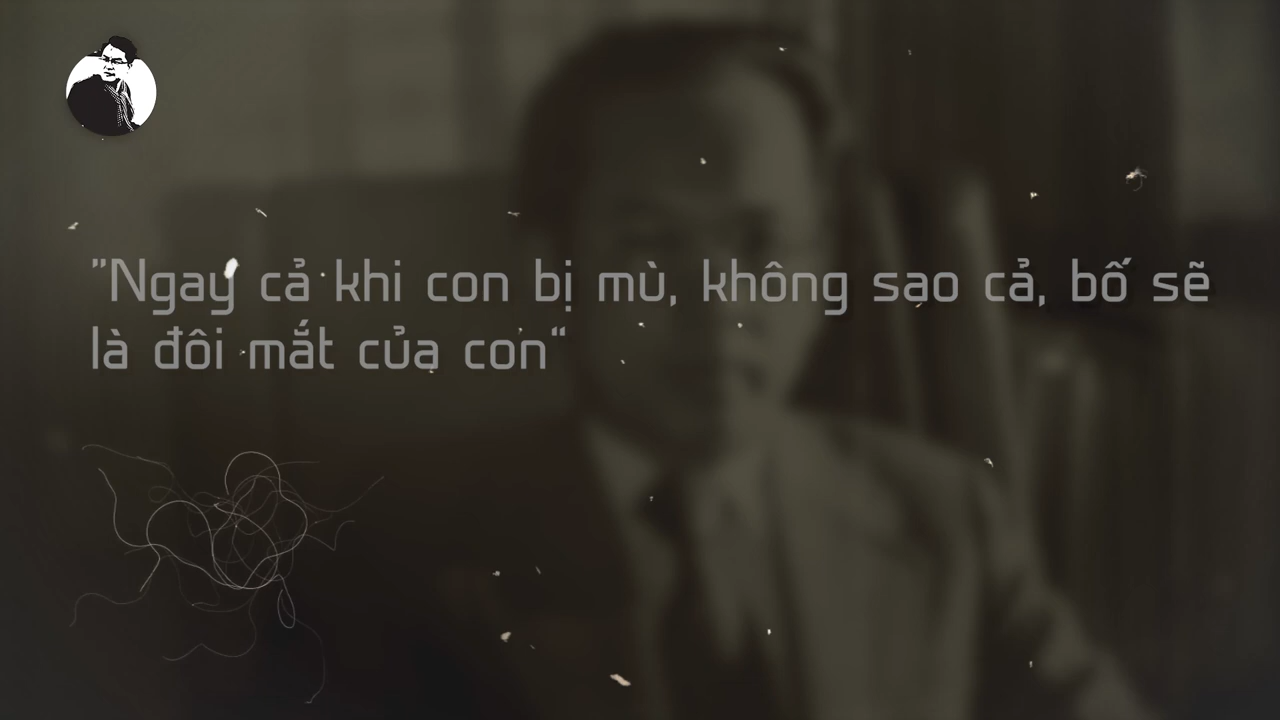 "Ngay cả khi con bị mù, không sao cả, bố sẽ
là đôi mắt của con“